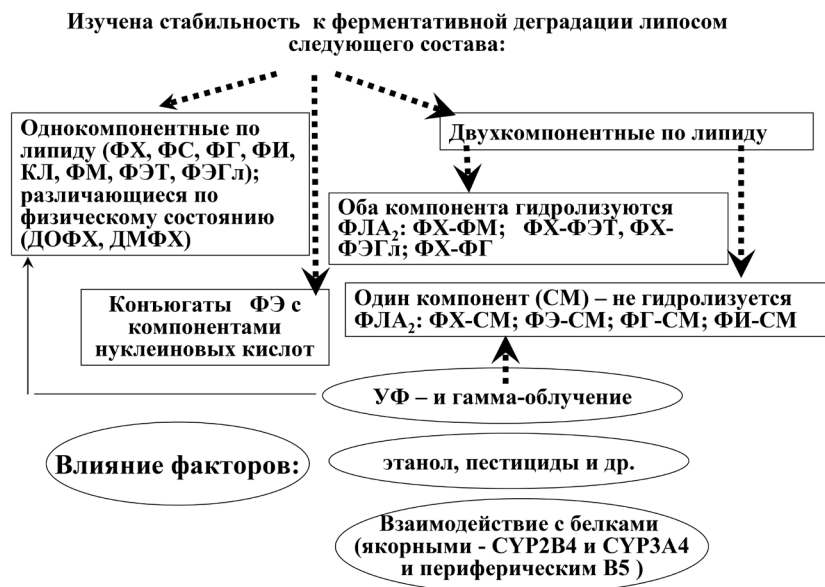 Изучена стабильность к ферментативной деградации липосом
следующего состава:
Однокомпонентные по
липиду (ФХ, ФС, ФГ, ФИ,
КЛ, ФМ, ФЭТ, ФЭГл);
различающиеся по
физическому состоянию
(ДОФХ, ДМФХ)
Двухкомпонентные по липиду
Оба компонента гидролизуются
ФЛА₂: ФХ-ФМ; ФХ-ФЭТ, ФХ-
ФЭГл; ФХ-ФГ
Конъюгаты ФЭ с
компонентами
нуклеиновых кислот
Один компонент (СМ) – не гидролизуется
ФЛА₂: ФХ-СМ; ФЭ-СМ; ФГ-СМ; ФИ-СМ
УФ – и гамма-облучение
Влияние факторов:
этанол, пестициды и др.
Взаимодействие с белками
(якорными - CYP2B4 и CYP3A4
и периферическим B5 )